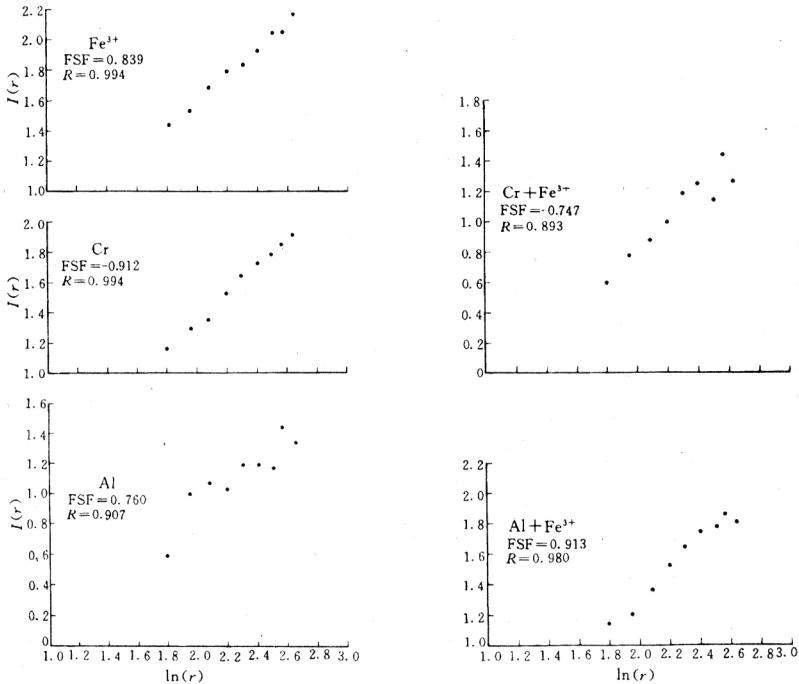 2.2
2.0
1.8
1.6
1.4
1.2
1.0
I(r)
Fe³⁺
FSF=0.839
R=0.994
2.0
1.8
1.6
1.4
1.2
1.0
I(r)
Cr
FSF=-0.912
R=0.994
1.6
1.4
1.2
1.0
0.8
0.6
0.4
0.2
0
I(r)
Al
FSF=0.760
R=0.907
1.0 1.2 1.4 1.6 1.8 2.0 2.2 2.4 2.6 2.8 3.0
ln(r)
1.8
1.6
1.4
1.2
1.0
0.8
0.6
0.4
0.2
0
Cr+Fe³⁺
FSF=-0.747
R=0.893
2.2
2.0
1.8
1.6
1.4
1.2
1.0
Al+Fe³⁺
FSF=0.913
R=0.980
1.0 1.2 1.4 1.6 1.8 2.0 2.2 2.4 2.6 2.8 3.0
ln(r)